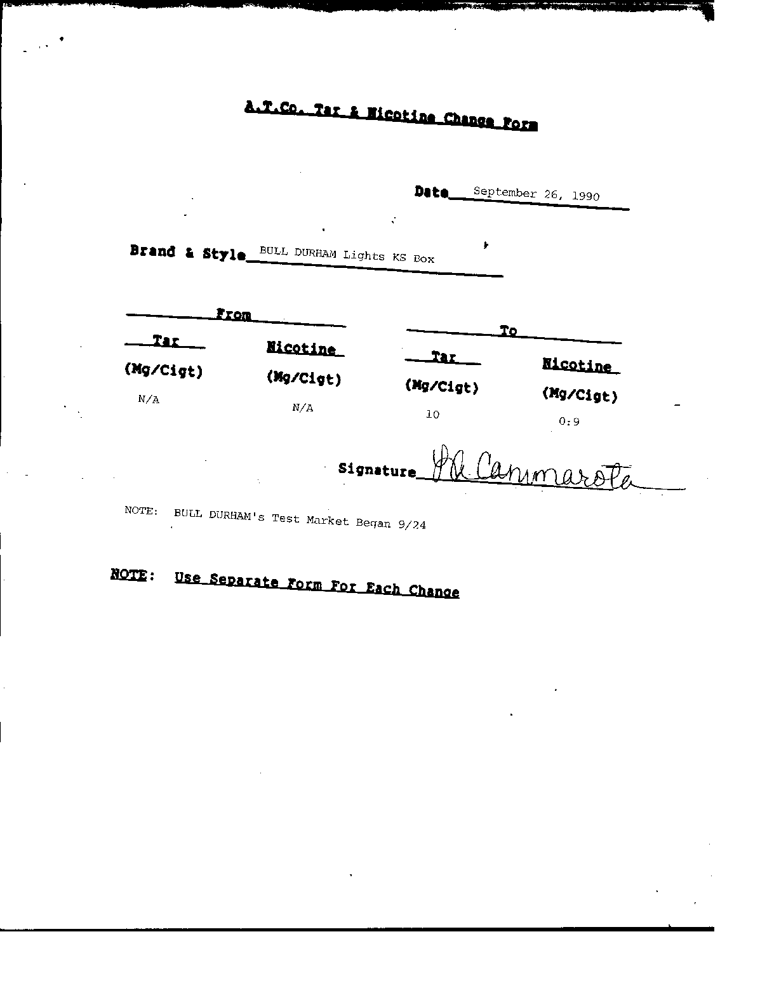 A.T.Co. Tar & Nicotine Change Form
Date September 26, 1990
Brand & Style BULL DURHAM Lights KS Box
From To
Tar Nicotine Tar Nicotine
(Mg/Cigt) (Mg/Cigt) (Mg/Cigt) (Mg/Cigt)
N/A N/A 10 0:9
Signature Cammarota
NOTE: BULL DURHAM's Test Market Began 9/24
NOTE: Use Separate Form For Each Change